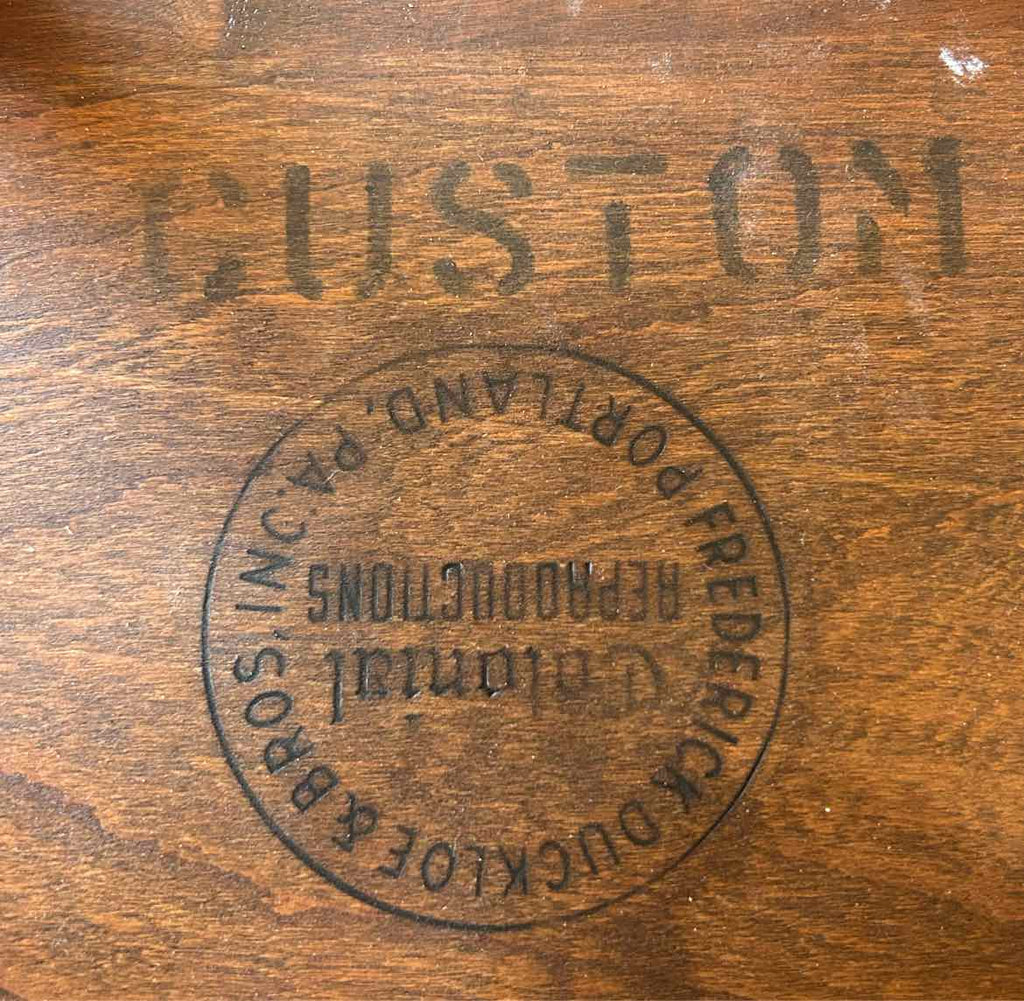 CUSTOM
FREDERICK DUCKLOE & BROS., INC.
Colonial
REPRODUCTIONS
PORTLAND, PA.